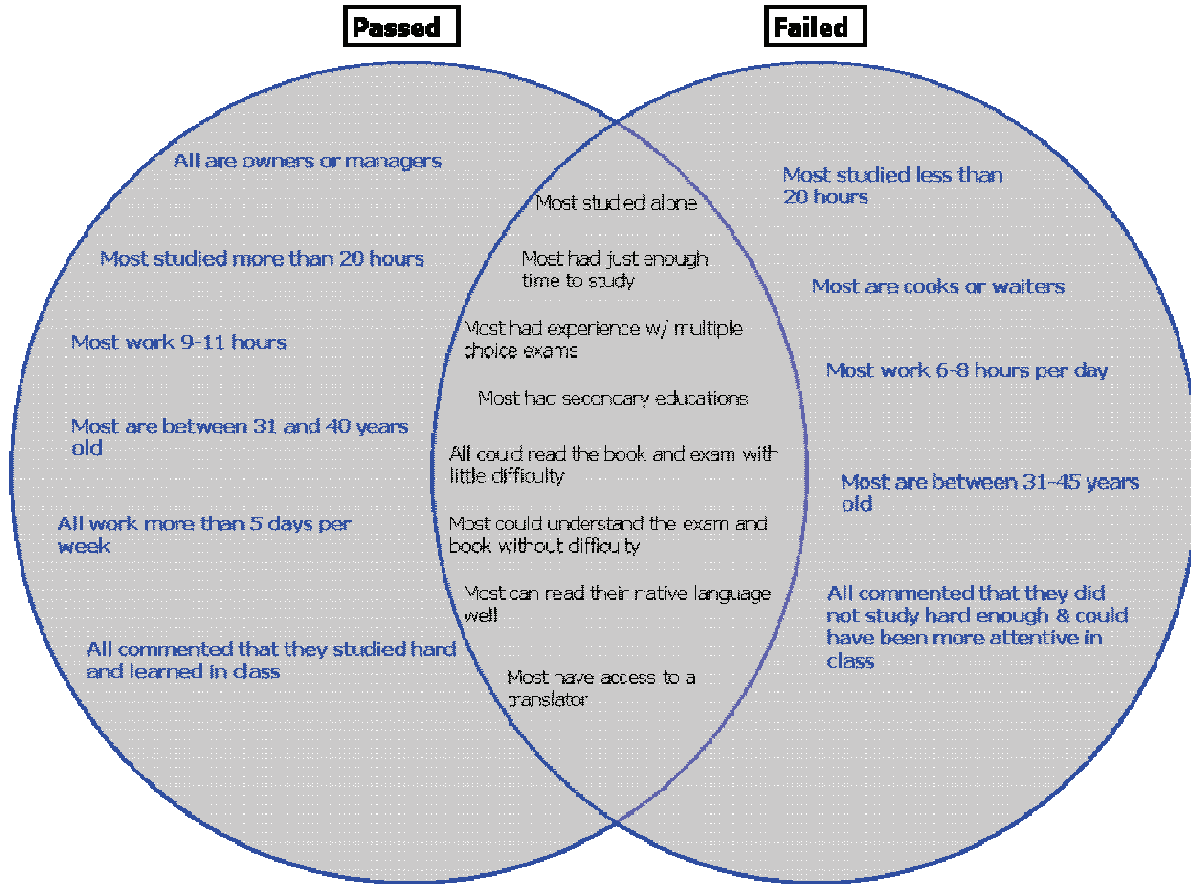 Passed
Failed
All are owners or managers
Most studied more than 20 hours
Most work 9-11 hours
Most are between 31 and 40 years
old
All work more than 5 days per
week
All commented that they studied hard
and learned in class
Most studied alone
Most had just enough
time to study
Most had experience w/ multiple
choice exams
Most had secondary educations
All could read the book and exam with
little difficulty
Most could understand the exam and
book without difficulty
Most can read their native language
well
Most have access to a
translator
Most studied less than
20 hours
Most are cooks or waiters
Most work 6-8 hours per day
Most are between 31-45 years
old
All commented that they did
not study hard enough & could
have been more attentive in
class